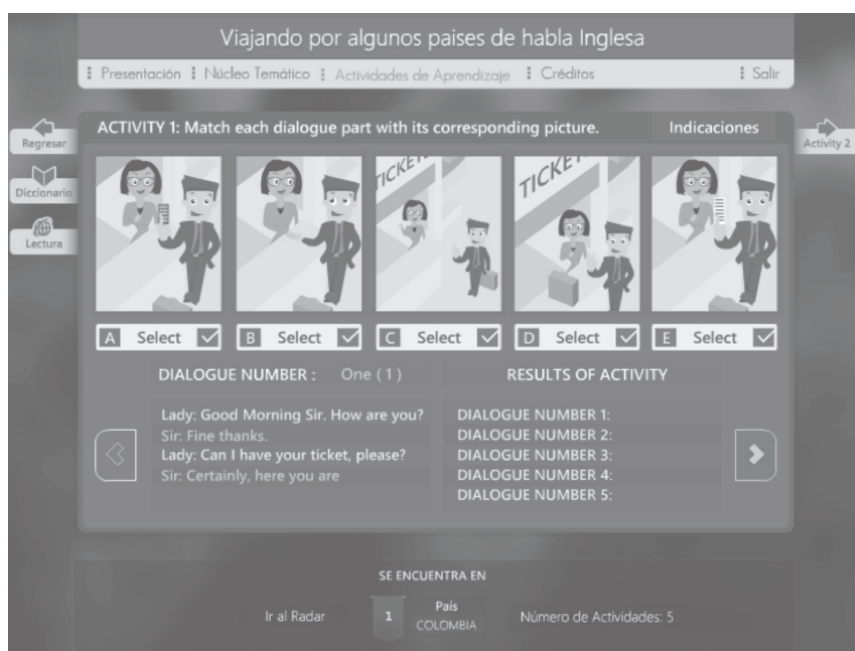 Viajando por algunos paises de habla Inglesa
Presentación Núcleo Temático Actividades de Aprendizaje Créditos Salir
Regresar
Diccionario
Lectura
ACTIVITY 1: Match each dialogue part with its corresponding picture. Indicaciones
Activity 2
TICKET
TICKET
A Select B Select C Select D Select E Select
DIALOGUE NUMBER : One ( 1 )
Lady: Good Morning Sir. How are you?
Sir: Fine thanks.
Lady: Can I have your ticket, please?
Sir: Certainly, here you are
RESULTS OF ACTIVITY
DIALOGUE NUMBER 1:
DIALOGUE NUMBER 2:
DIALOGUE NUMBER 3:
DIALOGUE NUMBER 4:
DIALOGUE NUMBER 5:
SE ENCUENTRA EN
Ir al Radar
1
País
COLOMBIA
Número de Actividades: 5